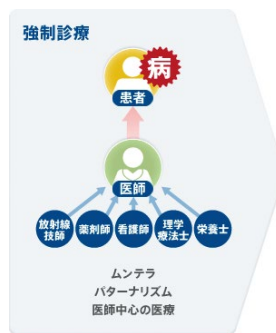 強制診療
病
患者
医師
放射線
技師
薬剤師
看護師
理学
療法士
栄養士
ムンテラ
パターナリズム
医師中心の医療